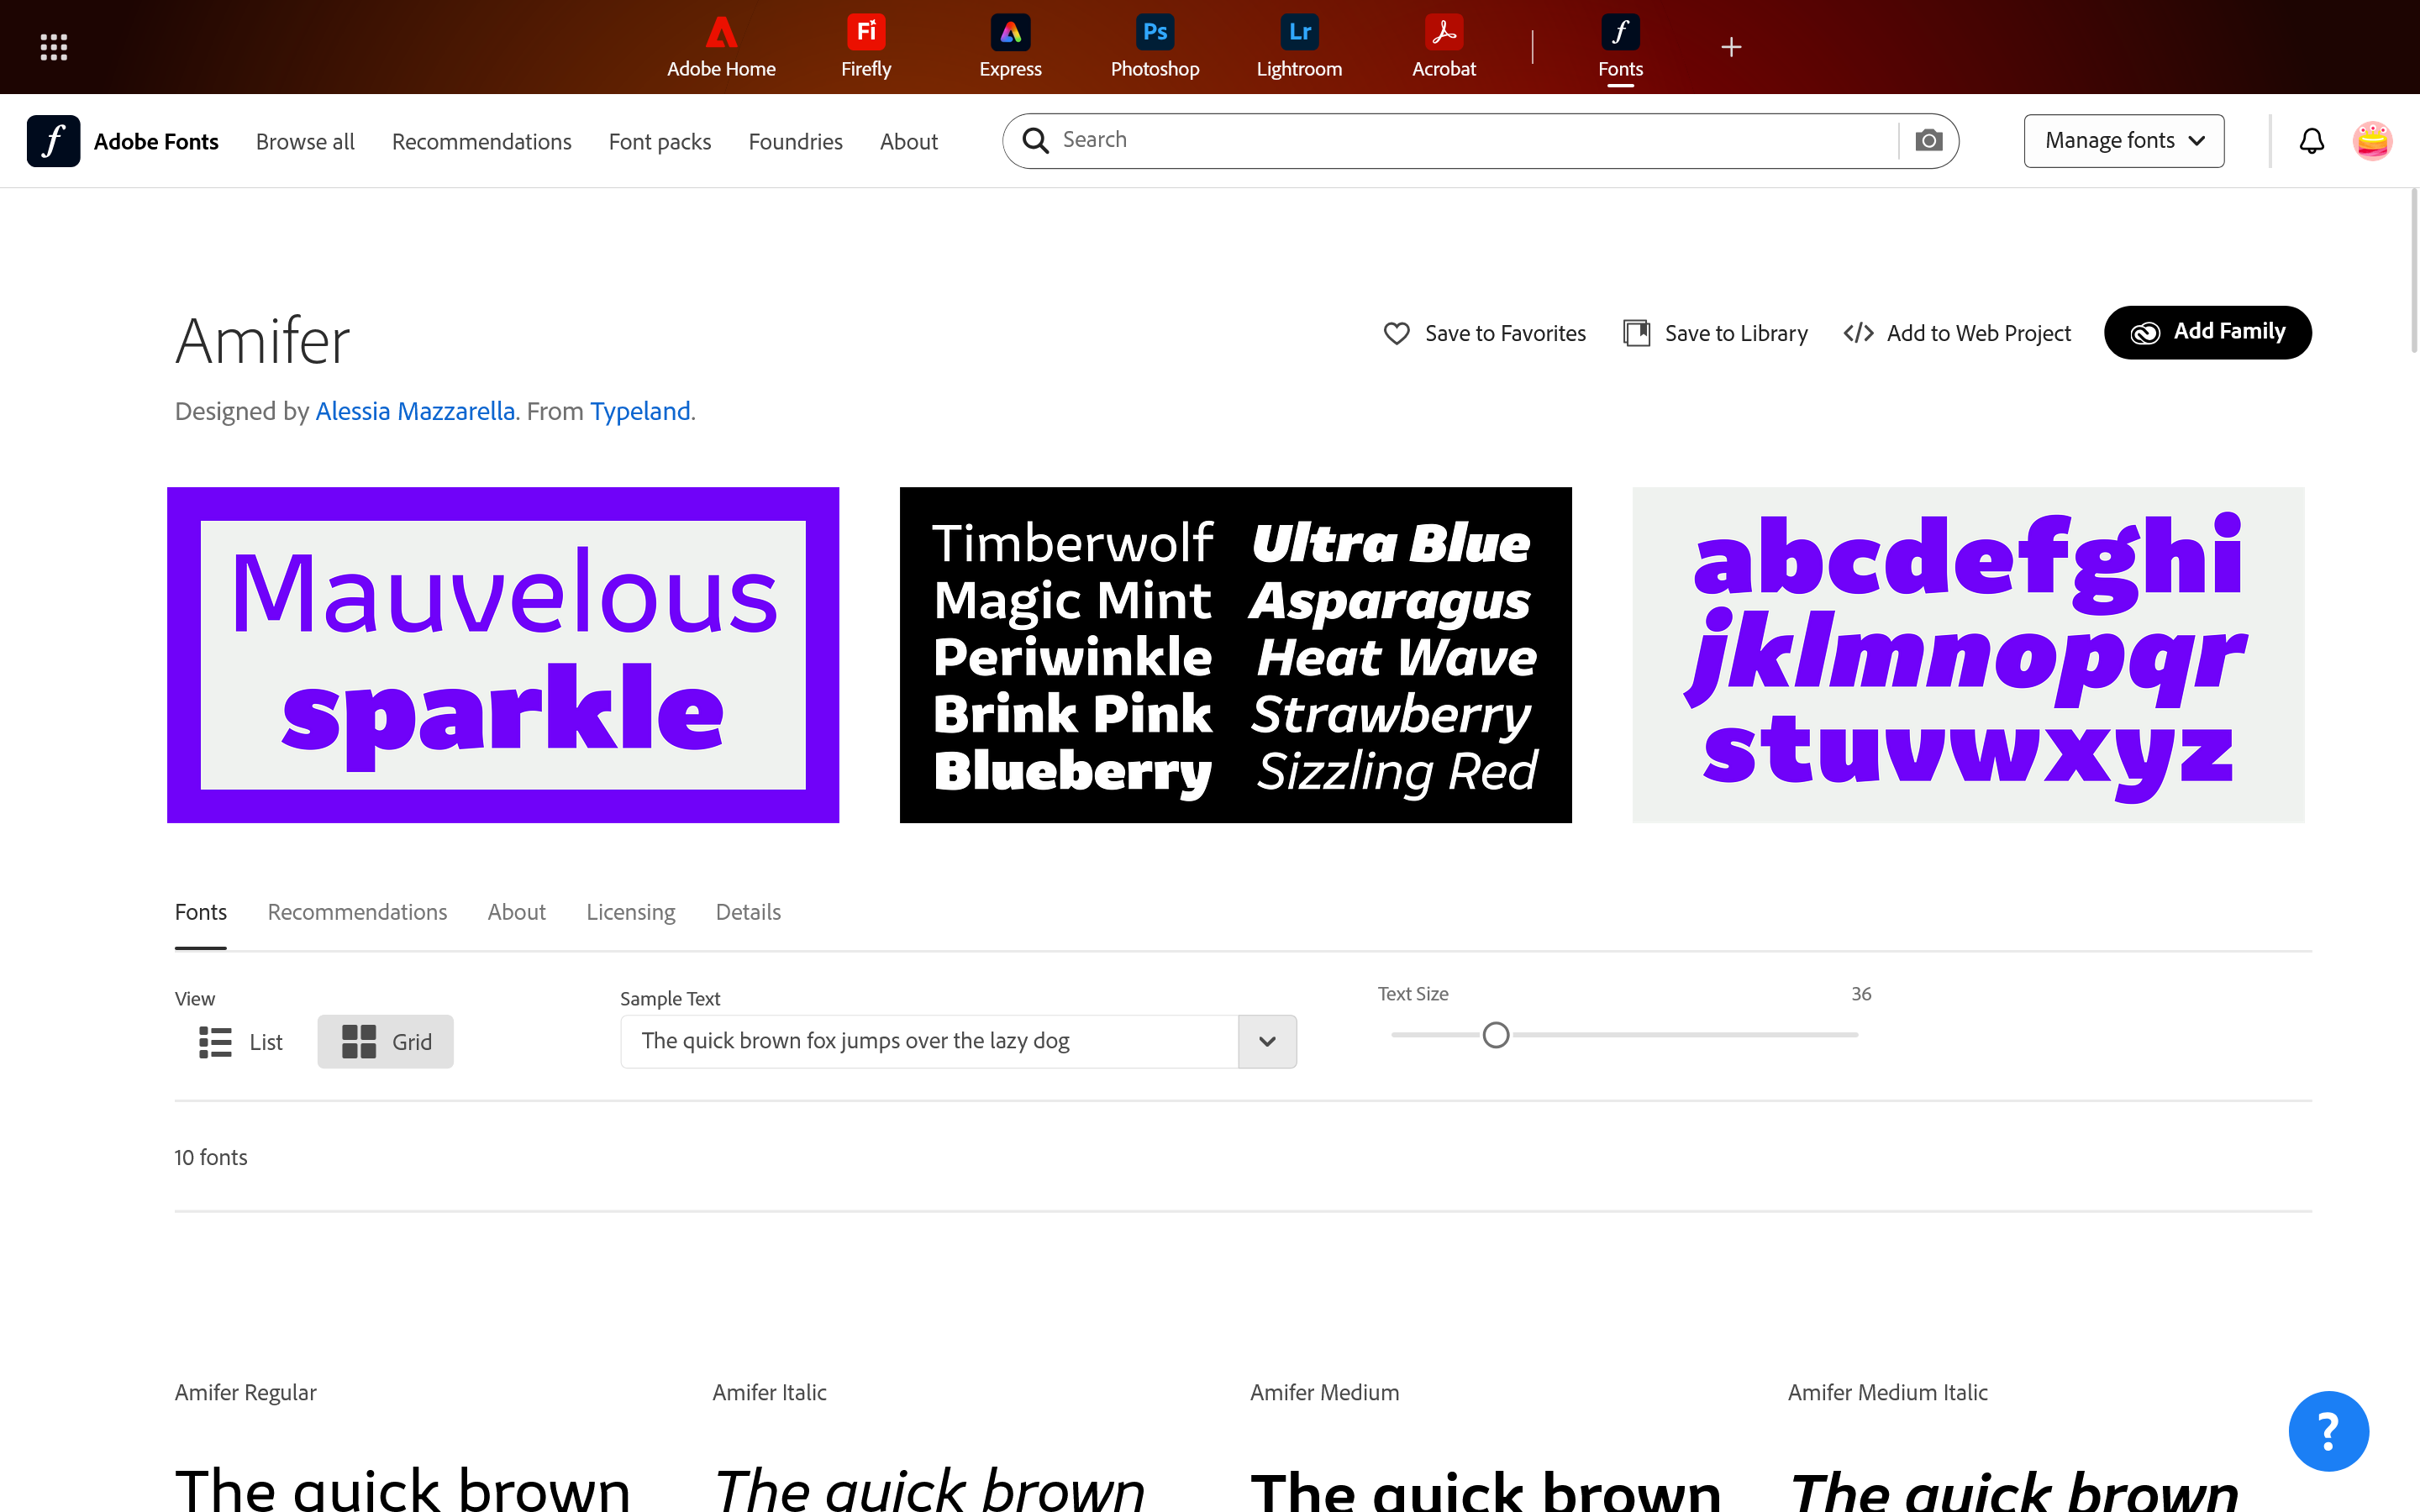 Adobe Home
Firefly
Express
Photoshop
Lightroom
Acrobat
Fonts
Adobe Fonts
Browse all
Recommendations
Font packs
Foundries
About
Search
Manage fonts
Amifer
Save to Favorites
Save to Library
Add to Web Project
Add Family
Designed by Alessia Mazzarella. From Typeland.
Mauvelous
sparkle
Timberwolf
Magic Mint
Periwinkle
Brink Pink
Blueberry
Ultra Blue
Asparagus
Heat Wave
Strawberry
Sizzling Red
abcdefghi
jklmnopqr
stuvwxyz
Fonts
Recommendations
About
Licensing
Details
View
List
Grid
Sample Text
The quick brown fox jumps over the lazy dog
Text Size
36
10 fonts
Amifer Regular
The quick brown
Amifer Italic
The quick brown
Amifer Medium
The quick brown
Amifer Medium Italic
The quick brown
?